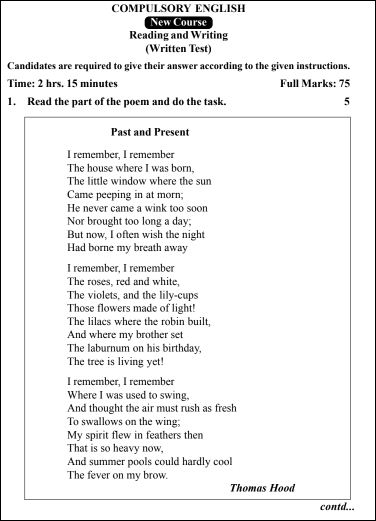 COMPULSORY ENGLISH
New Course
Reading and Writing
(Written Test)
Candidates are required to give their answer according to the given instructions.
Time: 2 hrs. 15 minutes Full Marks: 75
1. Read the part of the poem and do the task. 5
Past and Present
I remember, I remember
The house where I was born,
The little window where the sun
Came peeping in at morn;
He never came a wink too soon
Nor brought too long a day;
But now, I often wish the night
Had borne my breath away
I remember, I remember
The roses, red and white,
The violets, and the lily-cups
Those flowers made of light!
The lilacs where the robin built,
And where my brother set
The laburnum on his birthday,
The tree is living yet!
I remember, I remember
Where I was used to swing,
And thought the air must rush as fresh
To swallows on the wing;
My spirit flew in feathers then
That is so heavy now,
And summer pools could hardly cool
The fever on my brow.
Thomas Hood
contd...